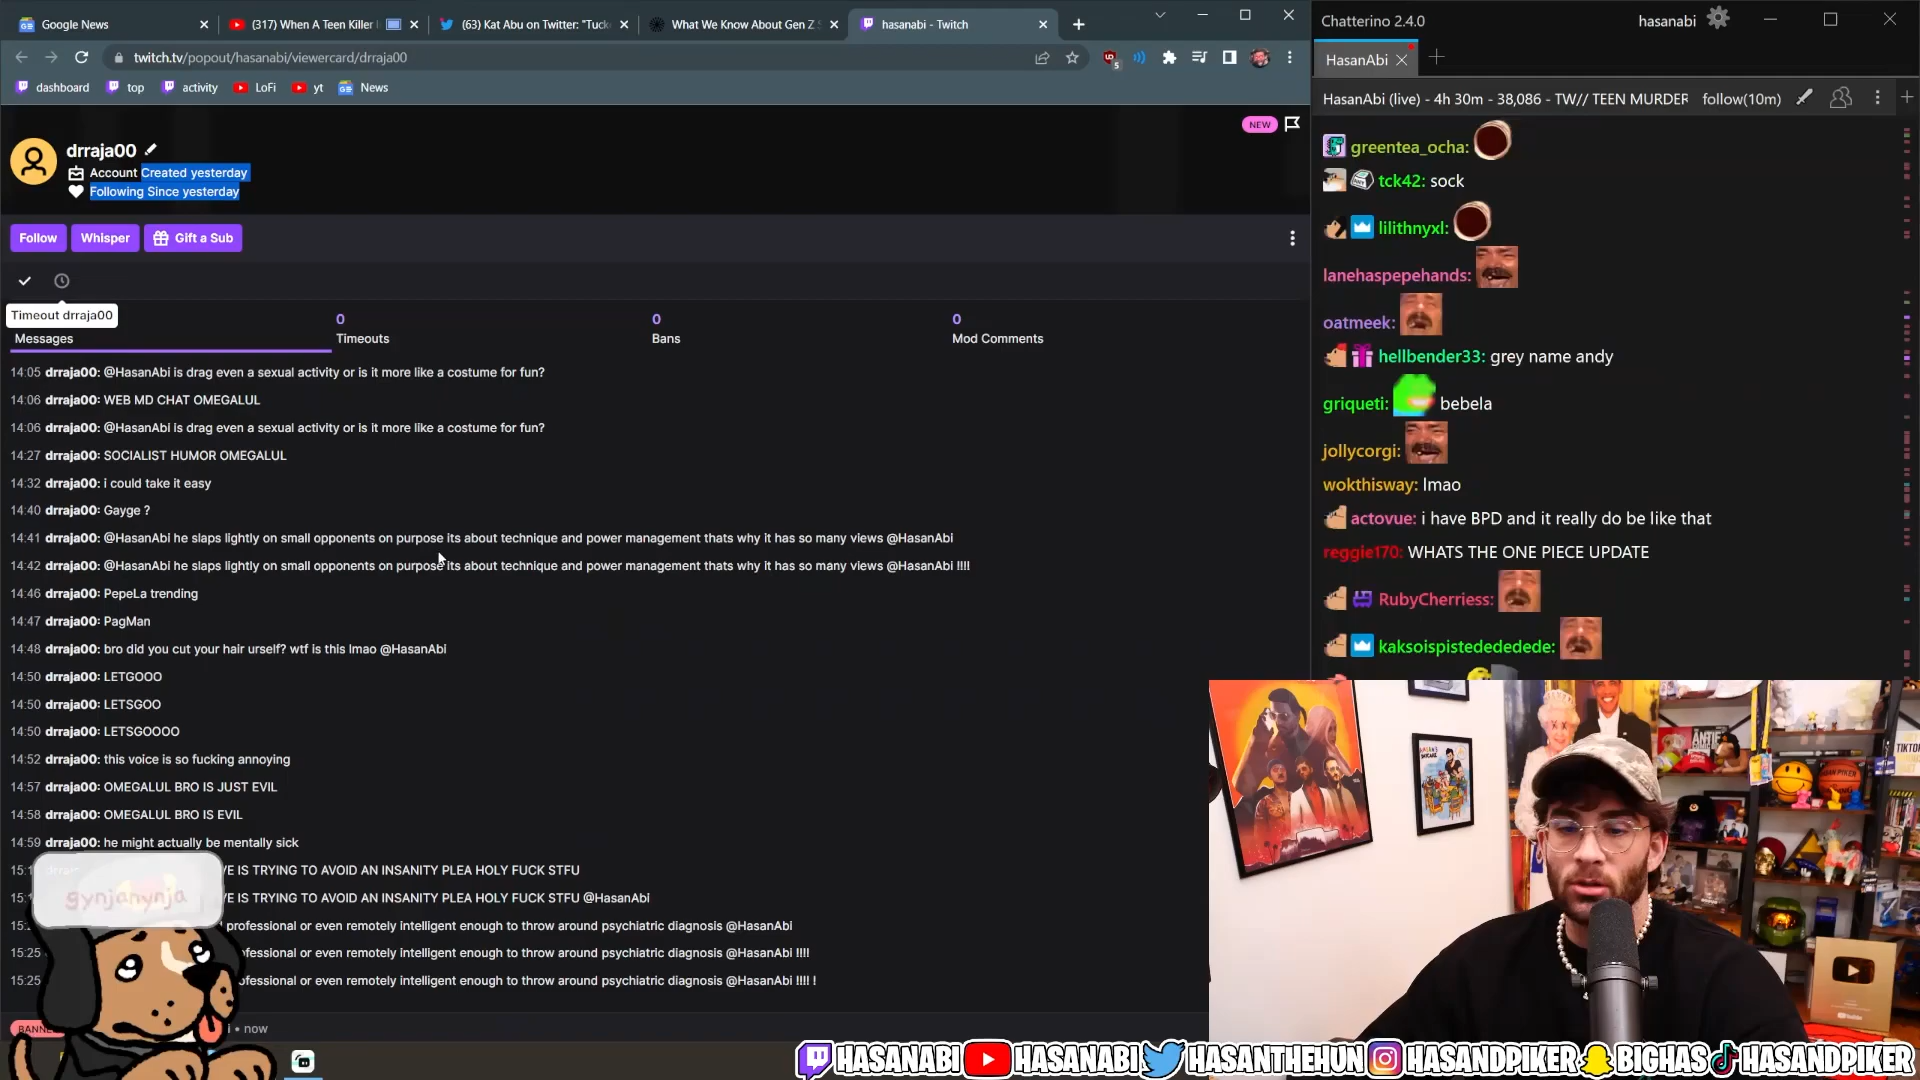 Google News
(317) When A Teen Killer
(63) Kat Abu on Twitter: "Tuck
What We Know About Gen Z S
hasanabi - Twitch
twitch.tv/popout/hasanabi/viewercard/drraja00
dashboard
top
activity
LoFi
yt
News
NEW
drraja00
Account Created yesterday
Following Since yesterday
Follow
Whisper
Gift a Sub
Timeout drraja00
Messages
0
Timeouts
0
Bans
0
Mod Comments
14:05 drraja00: @HasanAbi is drag even a sexual activity or is it more like a costume for fun?
14:06 drraja00: WEB MD CHAT OMEGALUL
14:06 drraja00: @HasanAbi is drag even a sexual activity or is it more like a costume for fun?
14:27 drraja00: SOCIALIST HUMOR OMEGALUL
14:32 drraja00: i could take it easy
14:40 drraja00: Gayge ?
14:41 drraja00: @HasanAbi he slaps lightly on small opponents on purpose its about technique and power management thats why it has so many views @HasanAbi
14:42 drraja00: @HasanAbi he slaps lightly on small opponents on purpose its about technique and power management thats why it has so many views @HasanAbi !!!!
14:46 drraja00: PepeLa trending
14:47 drraja00: PagMan
14:48 drraja00: bro did you cut your hair urself? wtf is this lmao @HasanAbi
14:50 drraja00: LETGOOO
14:50 drraja00: LETSGOO
14:50 drraja00: LETSGOOOO
14:52 drraja00: this voice is so fucking annoying
14:57 drraja00: OMEGALUL BRO IS JUST EVIL
14:58 drraja00: OMEGALUL BRO IS EVIL
14:59 drraja00: he might actually be mentally sick
IS TRYING TO AVOID AN INSANITY PLEA HOLY FUCK STFU
IS TRYING TO AVOID AN INSANITY PLEA HOLY FUCK STFU @HasanAbi
professional or even remotely intelligent enough to throw around psychiatric diagnosis @HasanAbi
15:25 ofessional or even remotely intelligent enough to throw around psychiatric diagnosis @HasanAbi !!!!
15:25 ofessional or even remotely intelligent enough to throw around psychiatric diagnosis @HasanAbi !!!! !
gynjanynja
BANNE
• now
Chatterino 2.4.0
hasanabi
HasanAbi
HasanAbi (live) - 4h 30m - 38,086 - TW// TEEN MURDER
follow(10m)
greentea_ocha:
tck42: sock
lilithnyxl:
lanehaspepehands:
oatmeek:
hellbender33: grey name andy
griqueti: bebela
jollycorgi:
wokthisway: lmao
actovue: i have BPD and it really do be like that
reggie170: WHATS THE ONE PIECE UPDATE
RubyCherriess:
kaksoispistedededede:
TIKTOK
HASANABI
HASANABI
HASANTHEHUN
HASANDPIKER
BIGHAS
HASANDPIKER